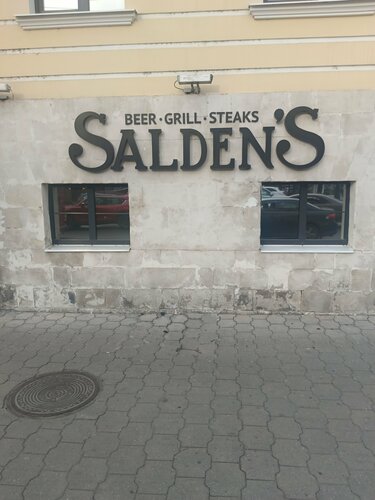 BEER · GRILL · STEAKS
SALDEN'S